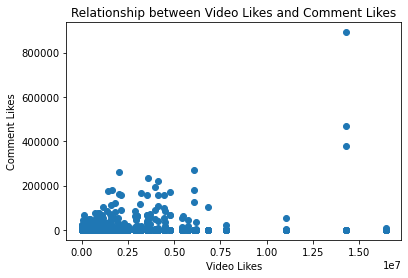 Relationship between Video Likes and Comment Likes
800000
600000
400000
200000
0
Comment Likes
0.00 0.25 0.50 0.75 1.00 1.25 1.50
1e7
Video Likes